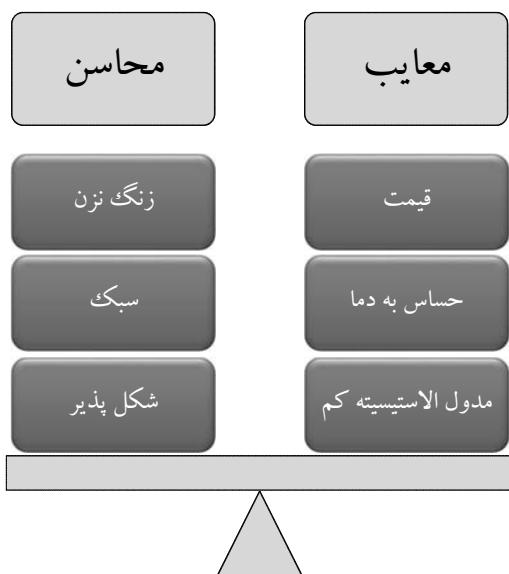 معایب
محاسن
قیمت
زنگ نزن
حساس به دما
سبک
مدول الاستیسیته کم
شکل پذیر